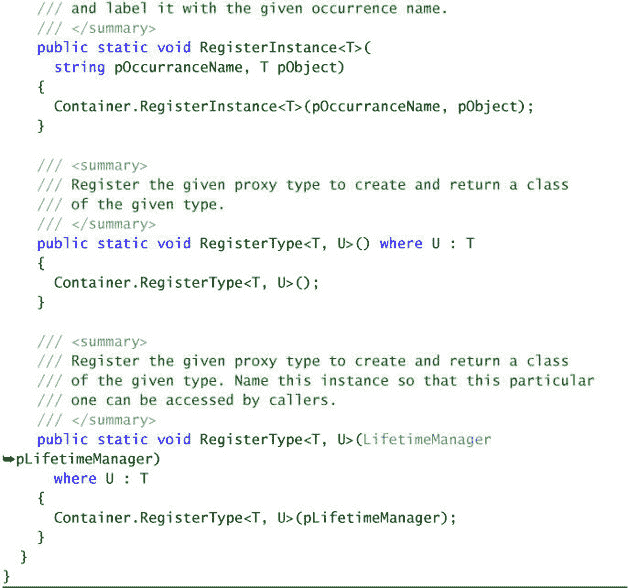 /// and label it with the given occurrence name.
/// </summary>
public static void RegisterInstance<T>(
string pOccurranceName, T pObject)
{
Container.RegisterInstance<T>(pOccurranceName, pObject);
}
/// <summary>
/// Register the given proxy type to create and return a class
/// of the given type.
/// </summary>
public static void RegisterType<T, U>() where U : T
{
Container.RegisterType<T, U>();
}
/// <summary>
/// Register the given proxy type to create and return a class
/// of the given type. Name this instance so that this particular
/// one can be accessed by callers.
/// </summary>
public static void RegisterType<T, U>(LifetimeManager
➥pLifetimeManager)
where U : T
{
Container.RegisterType<T, U>(pLifetimeManager);
}
}
}